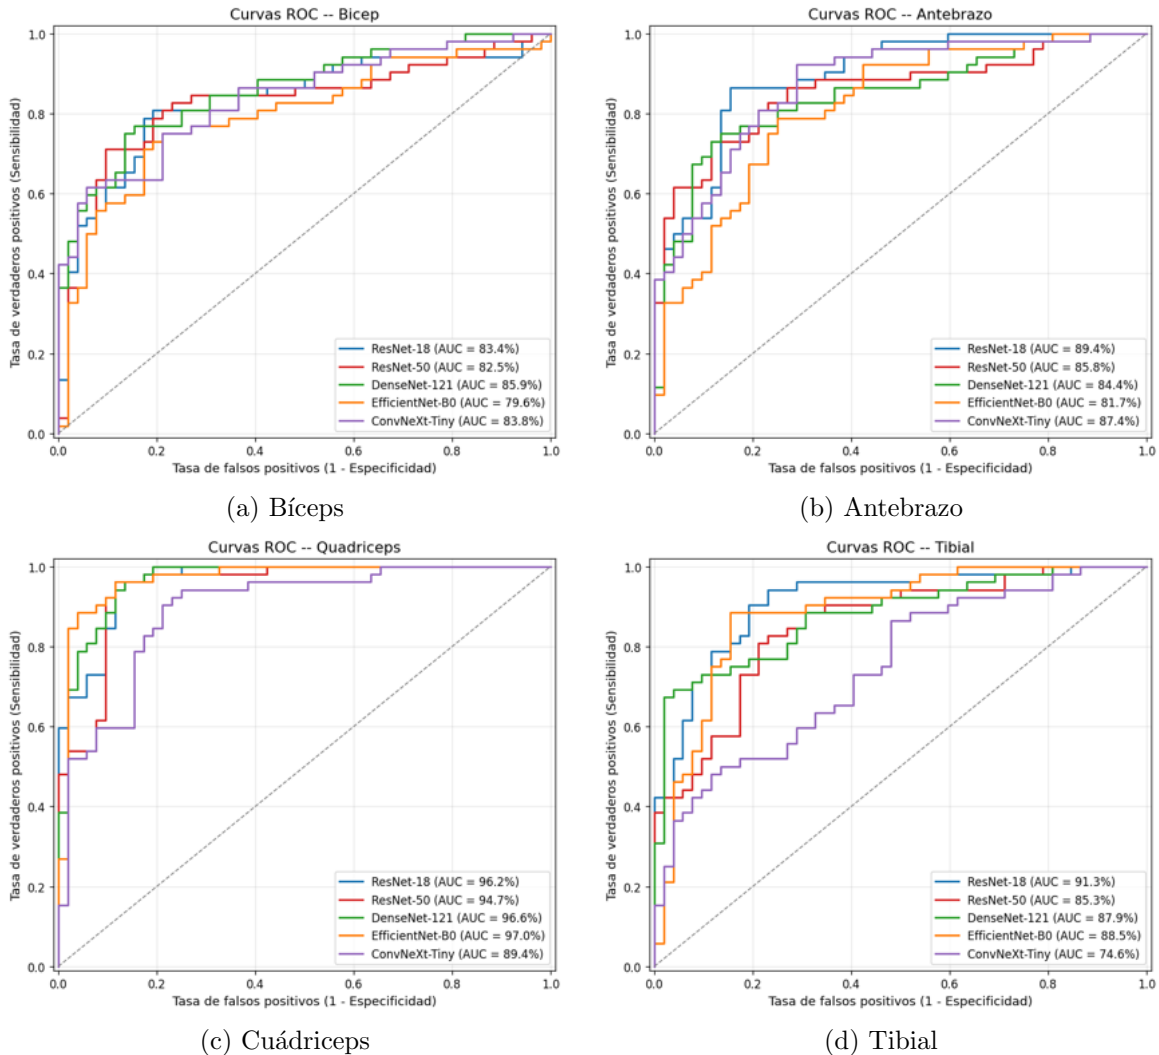 Curvas ROC -- Bicep
Tasa de verdaderos positivos (Sensibilidad)
1.0
0.8
0.6
0.4
0.2
0.0
ResNet-18 (AUC = 83.4%)
ResNet-50 (AUC = 82.5%)
DenseNet-121 (AUC = 85.9%)
EfficientNet-B0 (AUC = 79.6%)
ConvNeXt-Tiny (AUC = 83.8%)
0.0 0.2 0.4 0.6 0.8 1.0
Tasa de falsos positivos (1 - Especificidad)
(a) Bíceps
Curvas ROC -- Antebrazo
Tasa de verdaderos positivos (Sensibilidad)
1.0
0.8
0.6
0.4
0.2
0.0
ResNet-18 (AUC = 89.4%)
ResNet-50 (AUC = 85.8%)
DenseNet-121 (AUC = 84.4%)
EfficientNet-B0 (AUC = 81.7%)
ConvNeXt-Tiny (AUC = 87.4%)
0.0 0.2 0.4 0.6 0.8 1.0
Tasa de falsos positivos (1 - Especificidad)
(b) Antebrazo
Curvas ROC -- Quadriceps
Tasa de verdaderos positivos (Sensibilidad)
1.0
0.8
0.6
0.4
0.2
0.0
ResNet-18 (AUC = 96.2%)
ResNet-50 (AUC = 94.7%)
DenseNet-121 (AUC = 96.6%)
EfficientNet-B0 (AUC = 97.0%)
ConvNeXt-Tiny (AUC = 89.4%)
0.0 0.2 0.4 0.6 0.8 1.0
Tasa de falsos positivos (1 - Especificidad)
(c) Cuádriceps
Curvas ROC -- Tibial
Tasa de verdaderos positivos (Sensibilidad)
1.0
0.8
0.6
0.4
0.2
0.0
ResNet-18 (AUC = 91.3%)
ResNet-50 (AUC = 85.3%)
DenseNet-121 (AUC = 87.9%)
EfficientNet-B0 (AUC = 88.5%)
ConvNeXt-Tiny (AUC = 74.6%)
0.0 0.2 0.4 0.6 0.8 1.0
Tasa de falsos positivos (1 - Especificidad)
(d) Tibial